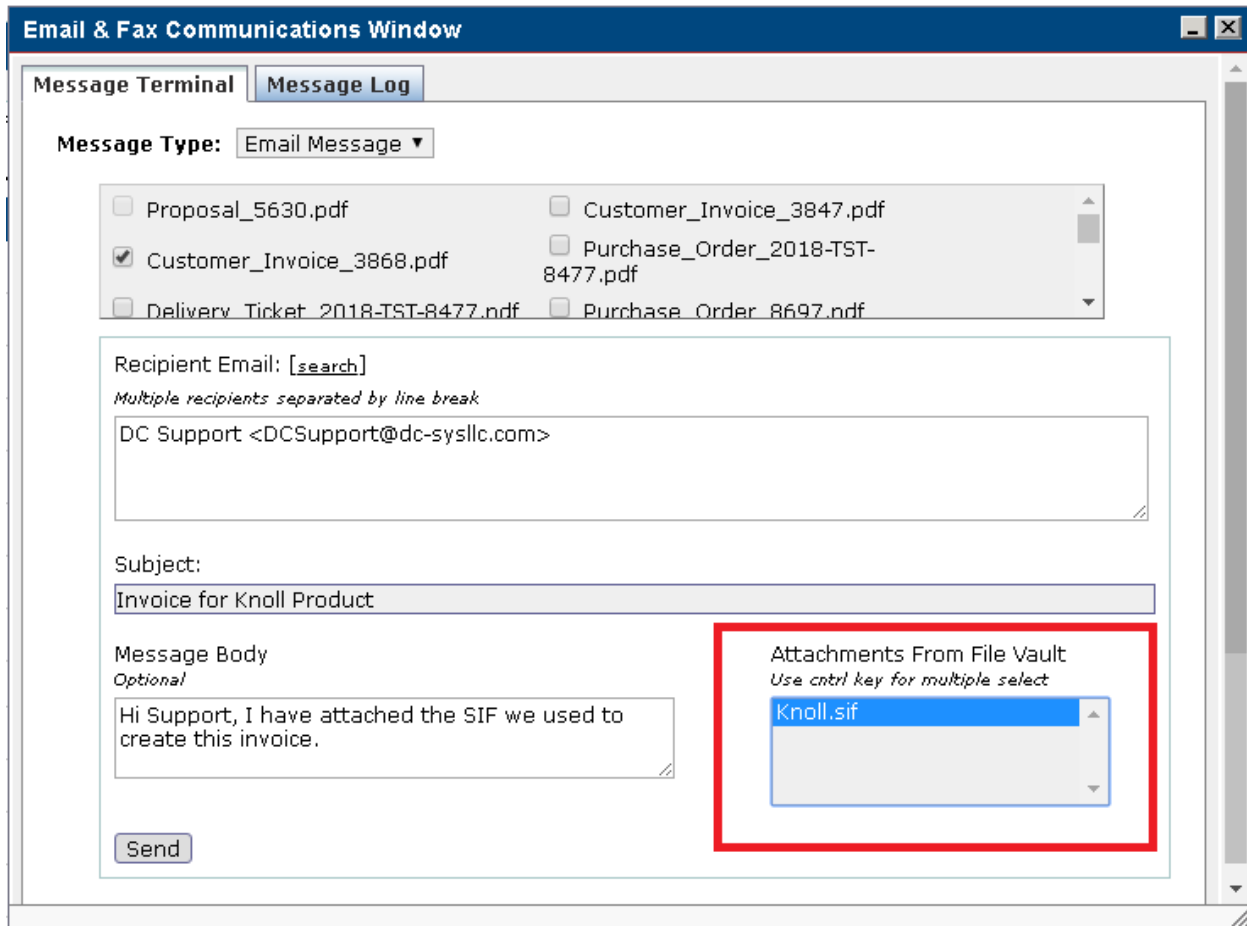 Email & Fax Communications Window
Message Terminal
Message Log
Message Type: Email Message
Proposal_5630.pdf
Customer_Invoice_3847.pdf
Customer_Invoice_3868.pdf
Purchase_Order_2018-TST-
8477.pdf
Delivery_Ticket_2018-TST-8477.pdf
Purchase_Order_8697.pdf
Recipient Email: [search]
Multiple recipients separated by line break
DC Support <DCSupport@dc-sysllc.com>
Subject:
Invoice for Knoll Product
Message Body
Optional
Hi Support, I have attached the SIF we used to
create this invoice.
Attachments From File Vault
Use cntrl key for multiple select
Knoll.sif
Send